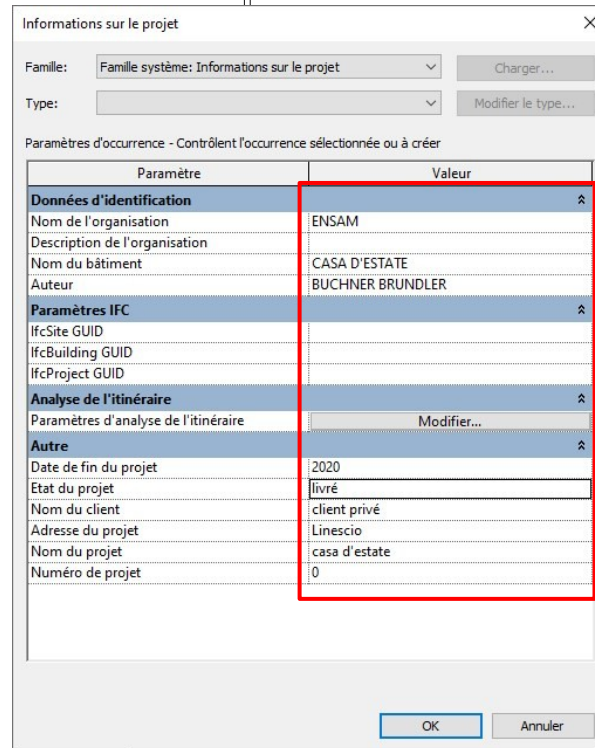 Informations sur le projet
Famille: Famille système: Informations sur le projet Charger...
Type: Modifier le type...
Paramètres d'occurrence - Contrôlent l'occurrence sélectionnée ou à créer
Paramètre Valeur
Données d'identification
Nom de l'organisation ENSAM
Description de l'organisation
Nom du bâtiment CASA D'ESTATE
Auteur BUCHNER BRUNDLER
Paramètres IFC
IfcSite GUID
IfcBuilding GUID
IfcProject GUID
Analyse de l'itinéraire
Paramètres d'analyse de l'itinéraire Modifier...
Autre
Date de fin du projet 2020
Etat du projet livré
Nom du client client privé
Adresse du projet Linescio
Nom du projet casa d'estate
Numéro de projet 0
OK Annuler